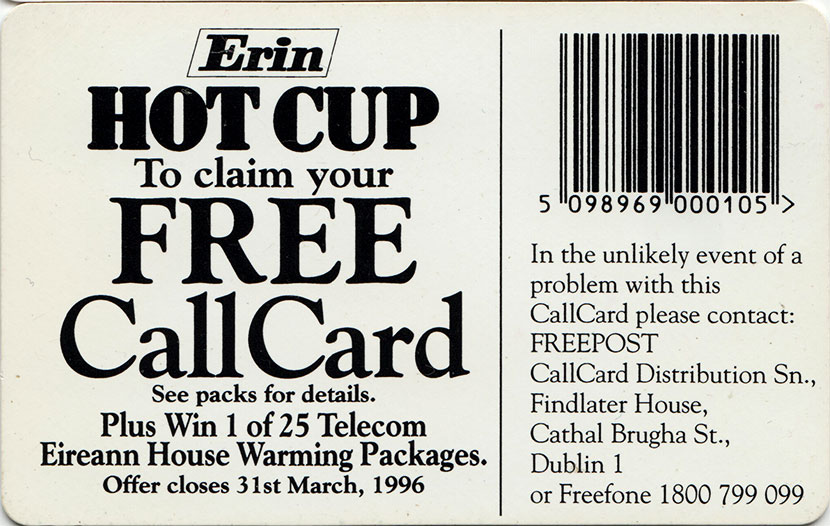 Erin
HOT CUP
To claim your
FREE
CallCard
See packs for details.
Plus Win 1 of 25 Telecom
Eireann House Warming Packages.
Offer closes 31st March, 1996
5 098969 000105 >
In the unlikely event of a
problem with this
CallCard please contact:
FREEPOST
CallCard Distribution Sn.,
Findlater House,
Cathal Brugha St.,
Dublin 1
or Freefone 1800 799 099